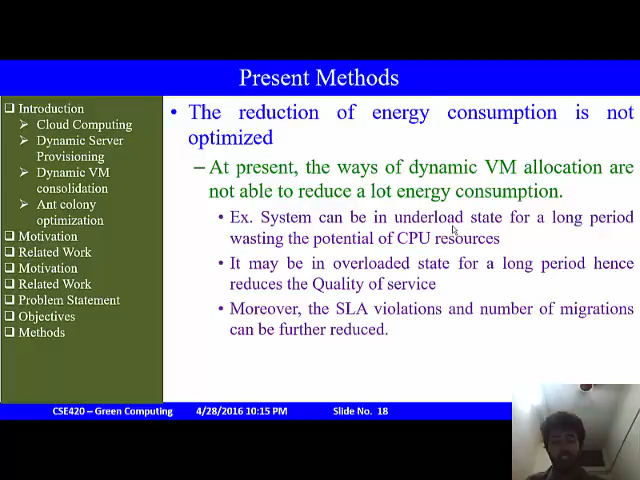 Present Methods
Introduction
Cloud Computing
Dynamic Server
Provisioning
Dynamic VM
consolidation
Ant colony
optimization
Motivation
Related Work
Motivation
Related Work
Problem Statement
Objectives
Methods
• The reduction of energy consumption is not
optimized
– At present, the ways of dynamic VM allocation are
not able to reduce a lot energy consumption.
• Ex. System can be in underload state for a long period
wasting the potential of CPU resources
• It may be in overloaded state for a long period hence
reduces the Quality of service
• Moreover, the SLA violations and number of migrations
can be further reduced.
CSE420 – Green Computing 4/28/2016 10:15 PM Slide No. 18